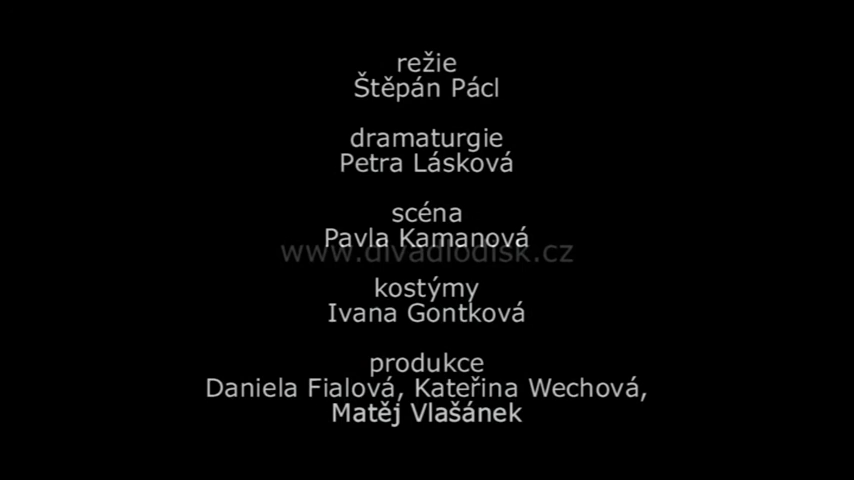 režie
Štěpán Pácl
dramaturgie
Petra Lásková
scéna
Pavla Kamanová
www.divadlodisk.cz
kostýmy
Ivana Gontková
produkce
Daniela Fialová, Kateřina Wechová,
Matěj Vlašánek